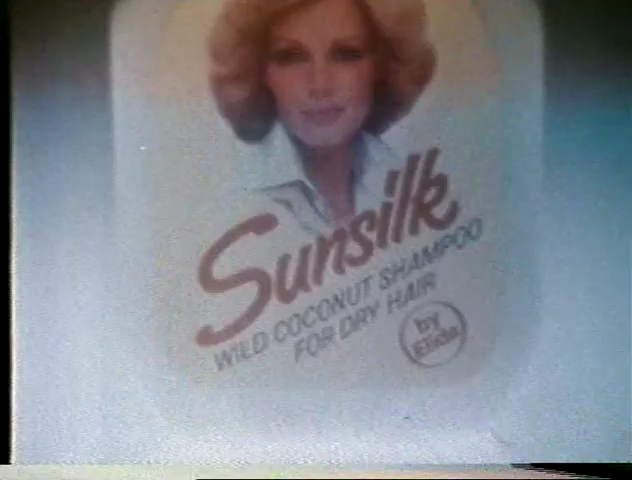 Sunsilk
WILD COCONUT SHAMPOO
FOR DRY HAIR
by
Elida